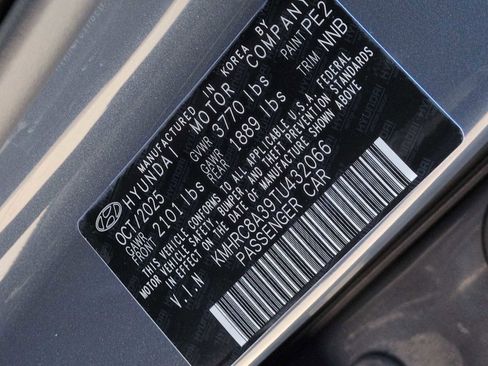 MANUFACTURED IN KOREA BY
HYUNDAI MOTOR COMPANY
OCT/2025 GVWR 3770 lbs PAINT PE2
GAWR FRONT 2101 lbs GAWR REAR 1889 lbs TRIM NNB
THIS VEHICLE CONFORMS TO ALL APPLICABLE U.S. FEDERAL
MOTOR VEHICLE SAFETY, BUMPER, AND THEFT PREVENTION STANDARDS
IN EFFECT ON THE DATE OF MANUFACTURE SHOWN ABOVE
V.I.N KMHRC8A39TU432066
PASSENGER CAR